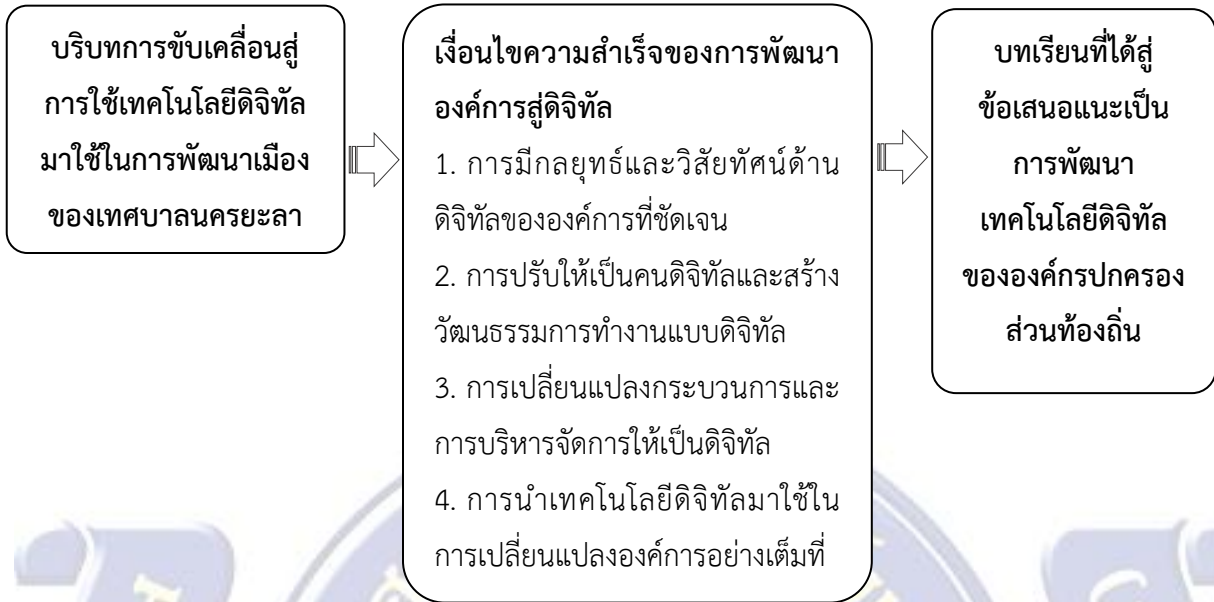 บริบทการขับเคลื่อนสู่
การใช้เทคโนโลยีดิจิทัล
มาใช้ในการพัฒนาเมือง
ของเทศบาลนครยะลา
เงื่อนไขความสำเร็จของการพัฒนา
องค์การสู่ดิจิทัล
1. การมีกลยุทธ์และวิสัยทัศน์ด้าน
ดิจิทัลขององค์การที่ชัดเจน
2. การปรับให้เป็นคนดิจิทัลและสร้าง
วัฒนธรรมการทำงานแบบดิจิทัล
3. การเปลี่ยนแปลงกระบวนการและ
การบริหารจัดการให้เป็นดิจิทัล
4. การนำเทคโนโลยีดิจิทัลมาใช้ใน
การเปลี่ยนแปลงองค์การอย่างเต็มที่
บทเรียนที่ได้สู่
ข้อเสนอแนะเป็น
การพัฒนา
เทคโนโลยีดิจิทัล
ขององค์กรปกครอง
ส่วนท้องถิ่น